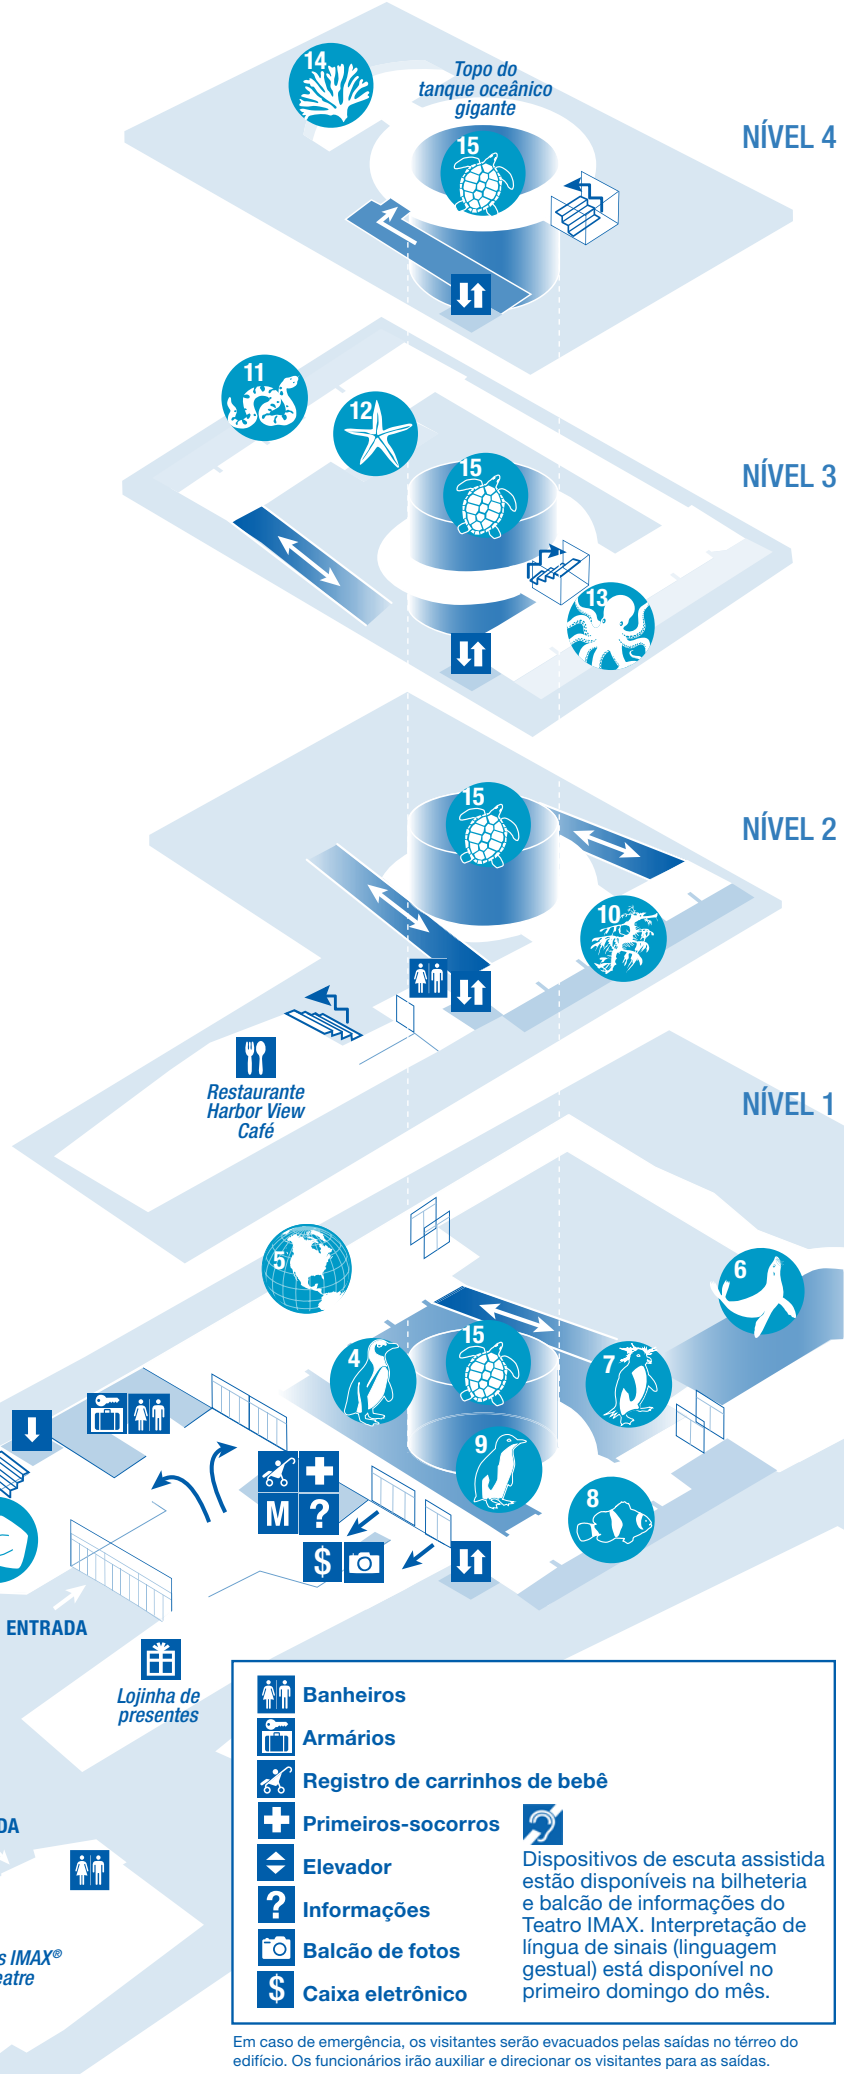 14
Topo do
tanque oceânico
gigante
15
NÍVEL 4
11
12
15
NÍVEL 3
13
15
NÍVEL 2
10
Restaurante
Harbor View
Café
NÍVEL 1
5
6
15
4
7
9
8
M ?
$
ENTRADA
Lojinha de
presentes
Banheiros
Armários
Registro de carrinhos de bebê
Primeiros-socorros
Elevador
? Informações
Balcão de fotos
$ Caixa eletrônico
Dispositivos de escuta assistida
estão disponíveis na bilheteria
e balcão de informações do
Teatro IMAX. Interpretação de
língua de sinais (linguagem
gestual) está disponível no
primeiro domingo do mês.
IMAX®
Em caso de emergência, os visitantes serão evacuados pelas saídas no térreo do
edifício. Os funcionários irão auxiliar e direcionar os visitantes para as saídas.